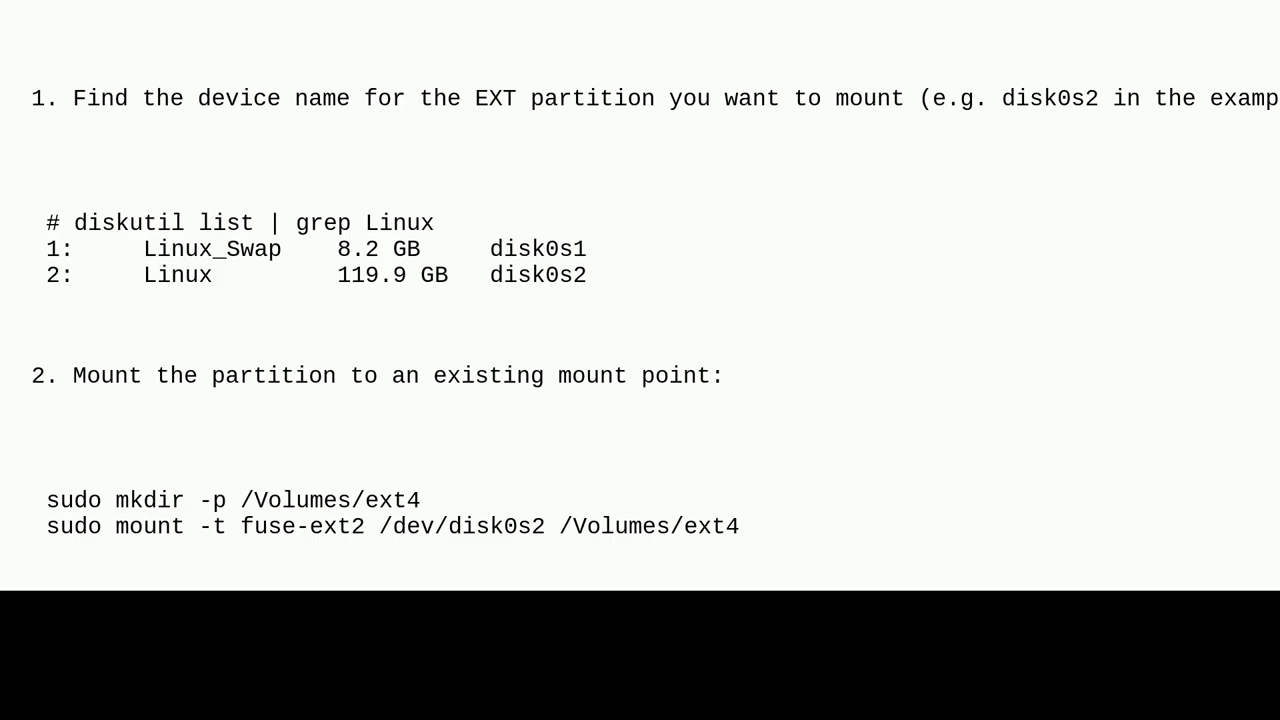 1. Find the device name for the EXT partition you want to mount (e.g. disk0s2 in the examp
# diskutil list | grep Linux
1:     Linux_Swap    8.2 GB     disk0s1
2:     Linux         119.9 GB   disk0s2
2. Mount the partition to an existing mount point:
sudo mkdir -p /Volumes/ext4
sudo mount -t fuse-ext2 /dev/disk0s2 /Volumes/ext4